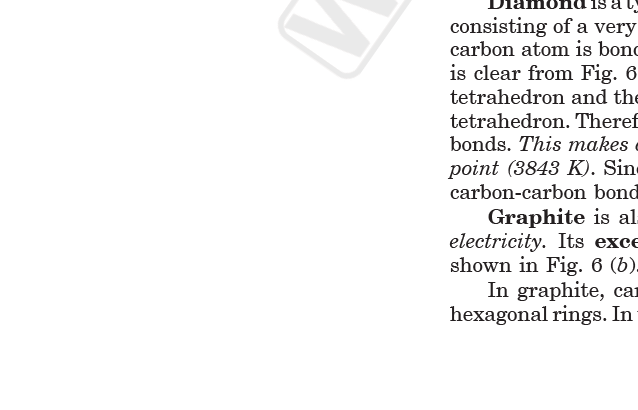 Diamond is a ty
consisting of a very
carbon atom is bond
is clear from Fig. 6
tetrahedron and the
tetrahedron. Theref
bonds. This makes
point (3843 K). Sinc
carbon-carbon bond
Graphite is als
electricity. Its exce
shown in Fig. 6 (b).
In graphite, car
hexagonal rings. In